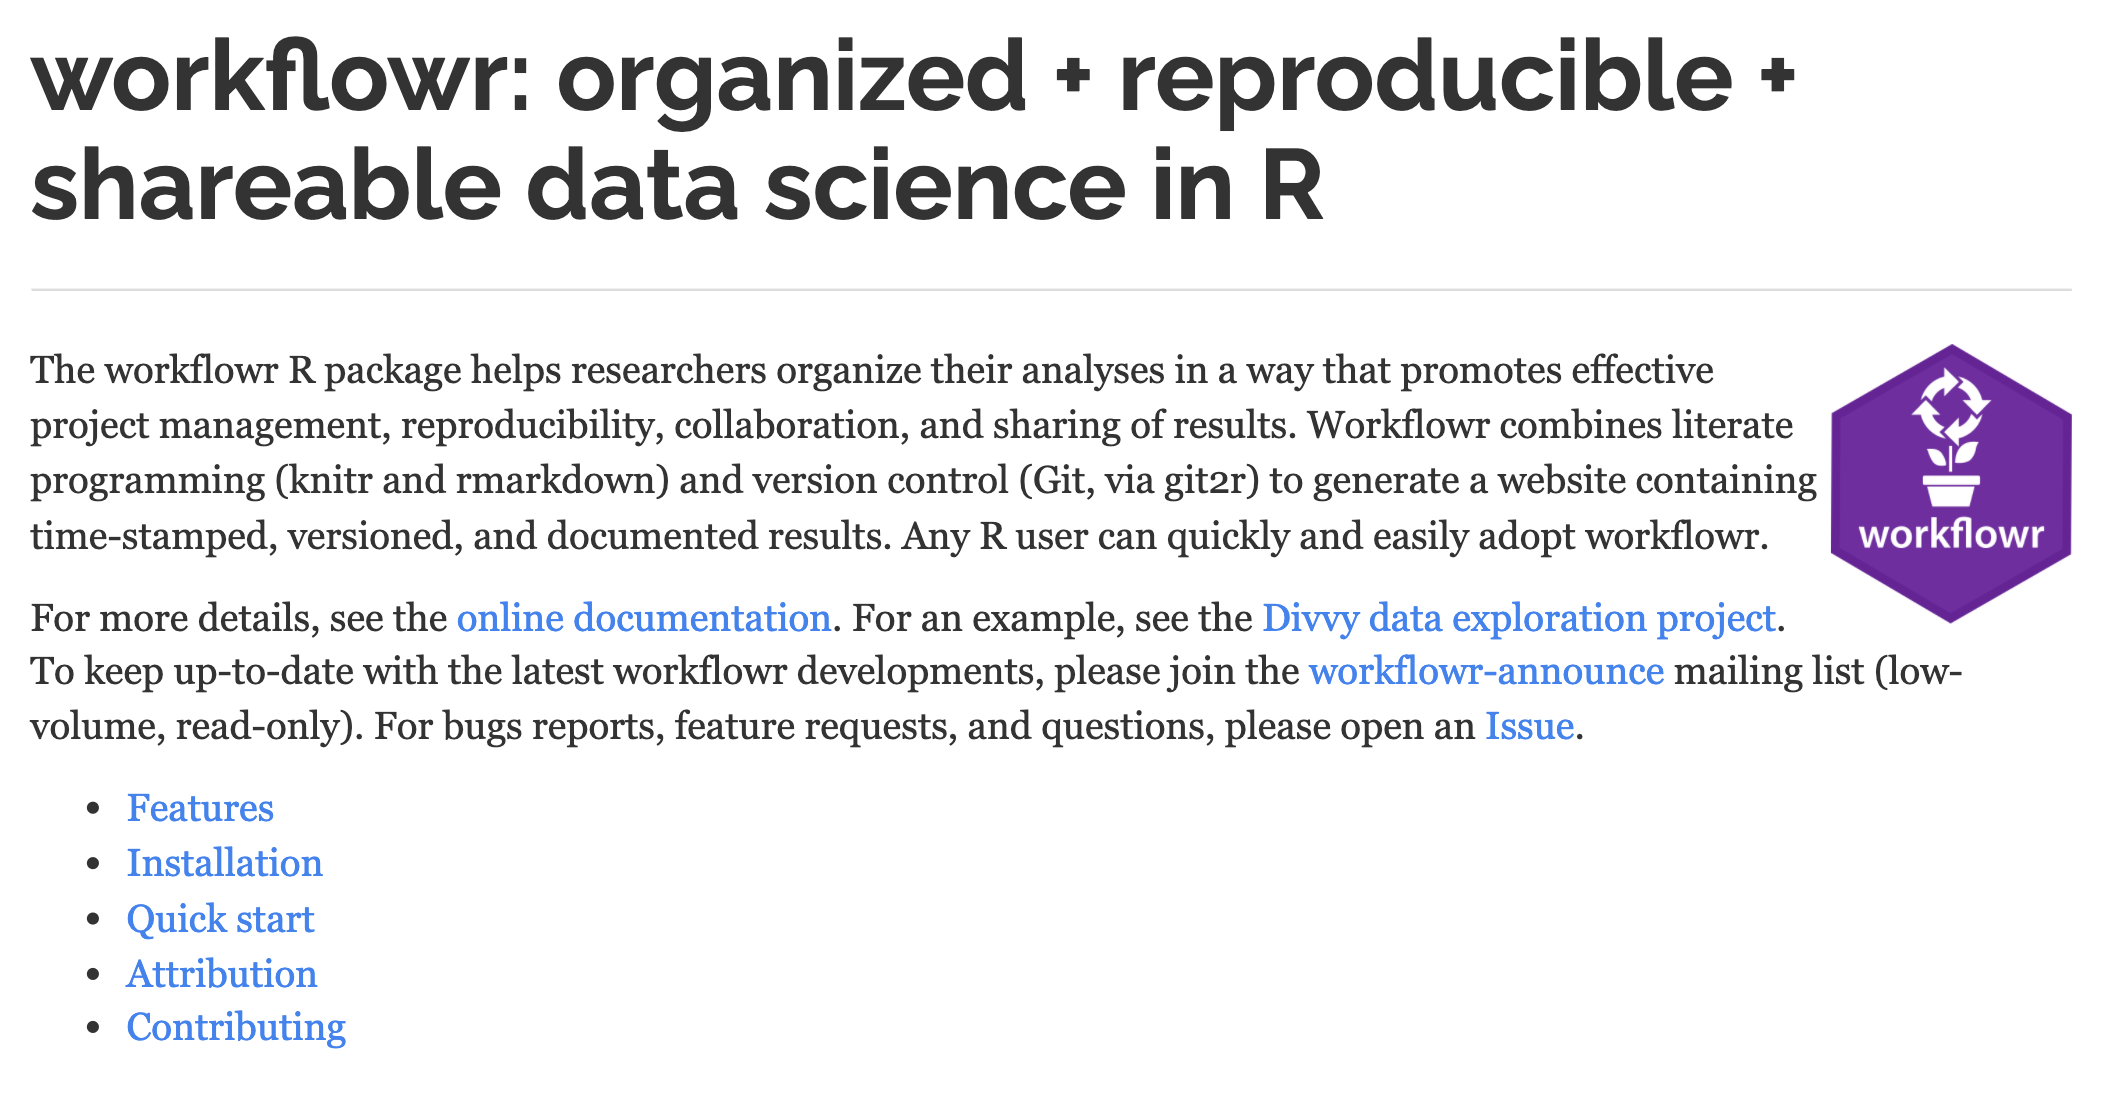 workflowr: organized + reproducible +
shareable data science in R
The workflowr R package helps researchers organize their analyses in a way that promotes effective
project management, reproducibility, collaboration, and sharing of results. Workflowr combines literate
programming (knitr and rmarkdown) and version control (Git, via git2r) to generate a website containing
time-stamped, versioned, and documented results. Any R user can quickly and easily adopt workflowr.
workflowr
For more details, see the online documentation. For an example, see the Divvy data exploration project.
To keep up-to-date with the latest workflowr developments, please join the workflowr-announce mailing list (low-
volume, read-only). For bugs reports, feature requests, and questions, please open an Issue.
• Features
• Installation
• Quick start
• Attribution
• Contributing